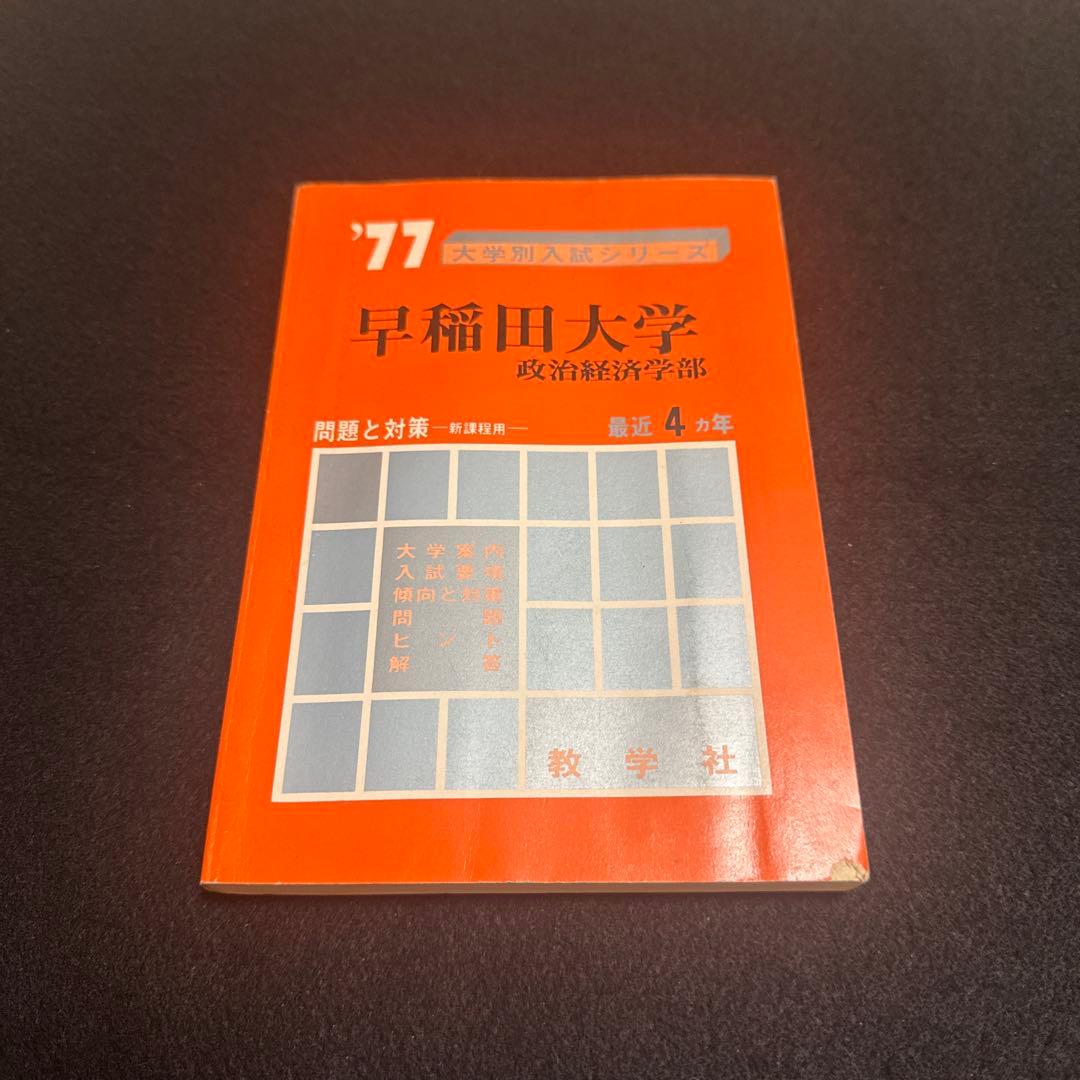 '77 大学別入試シリーズ
早稲田大学
政治経済学部
問題と対策―新課程用― 最近4ヵ年
大学案内
入試要項
傾向と対策
問題
ヒント
解答
教学社